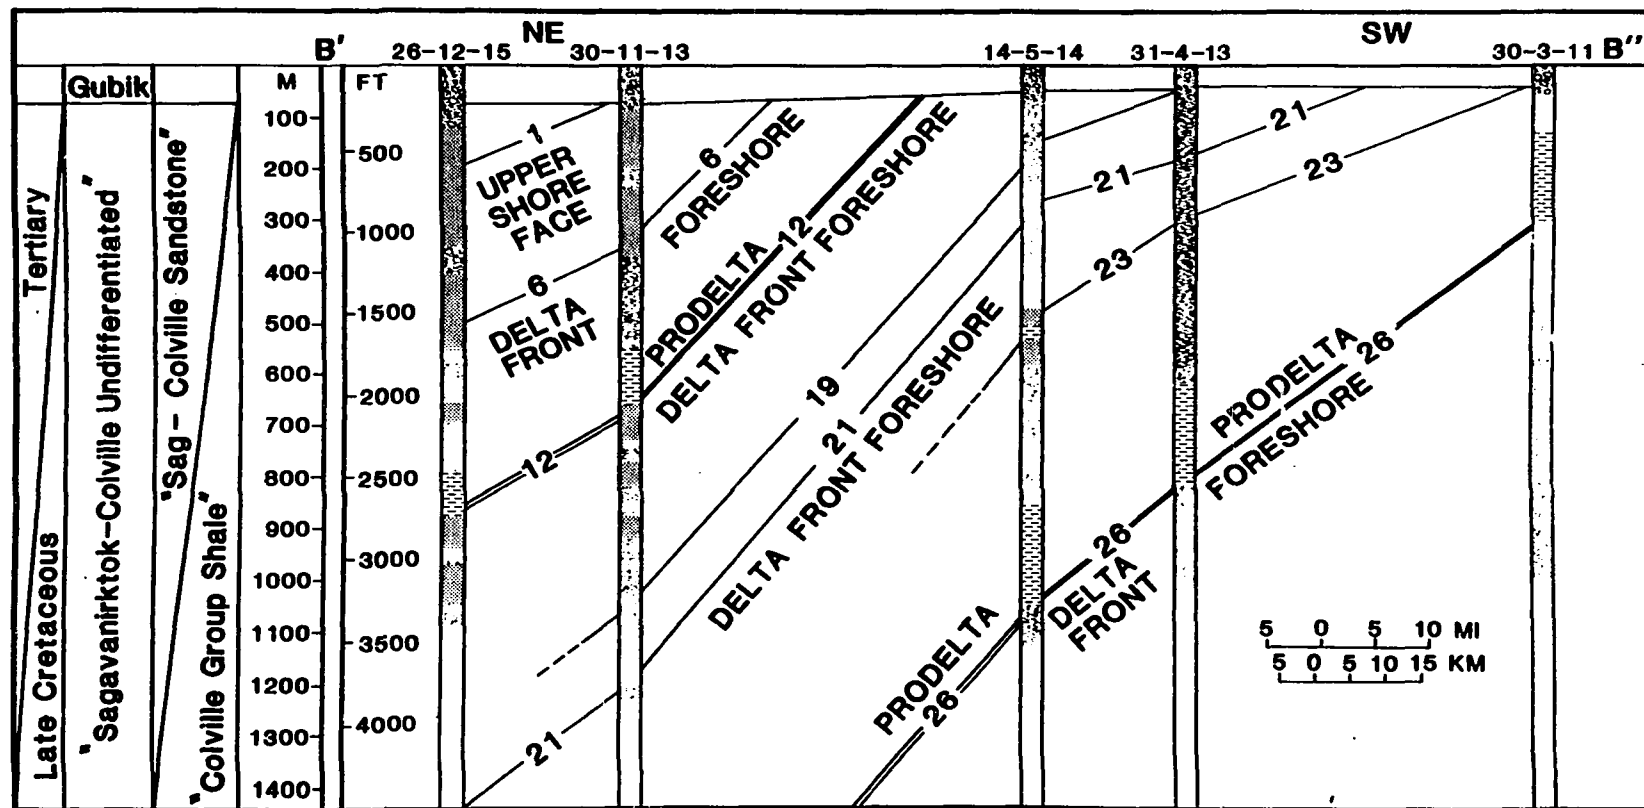 NE
SW
B'
26-12-15
30-11-13
14-5-14
31-4-13
30-3-11
B"
Gubik
M
FT
Tertiary
Late Cretaceous
"Sagavanirktok-Colville Undifferentiated"
"Sag- Colville Sandstone"
"Colville Group Shale"
100
200
300
400
500
600
700
800
900
1000
1100
1200
1300
1400
500
1000
1500
2000
2500
3000
3500
4000
1
UPPER
SHORE
FACE
6
DELTA
FRONT
12
21
6
FORESHORE
PRODELTA
12
DELTA FRONT FORESHORE
19
21
DELTA FRONT FORESHORE
PRODELTA
26
21
23
26
DELTA
FRONT
21
23
PRODELTA
26
FORESHORE
5 0 5 10 MI
5 0 5 10 15 KM